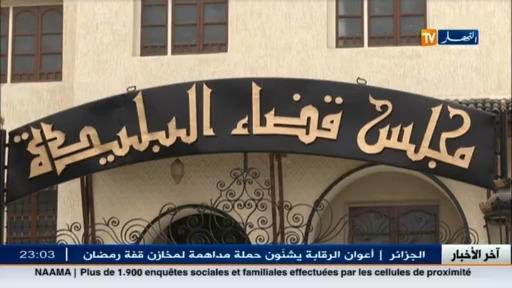 النهار TV
مجلس قضاء البليدة
23:03 الجزائر | أعوان الرقابة يشنون حملة مداهمة لمخازن قفة رمضان آخر الأخبار
NAAMA | Plus de 1.900 enquêtes sociales et familiales effectuées par les cellules de proximité